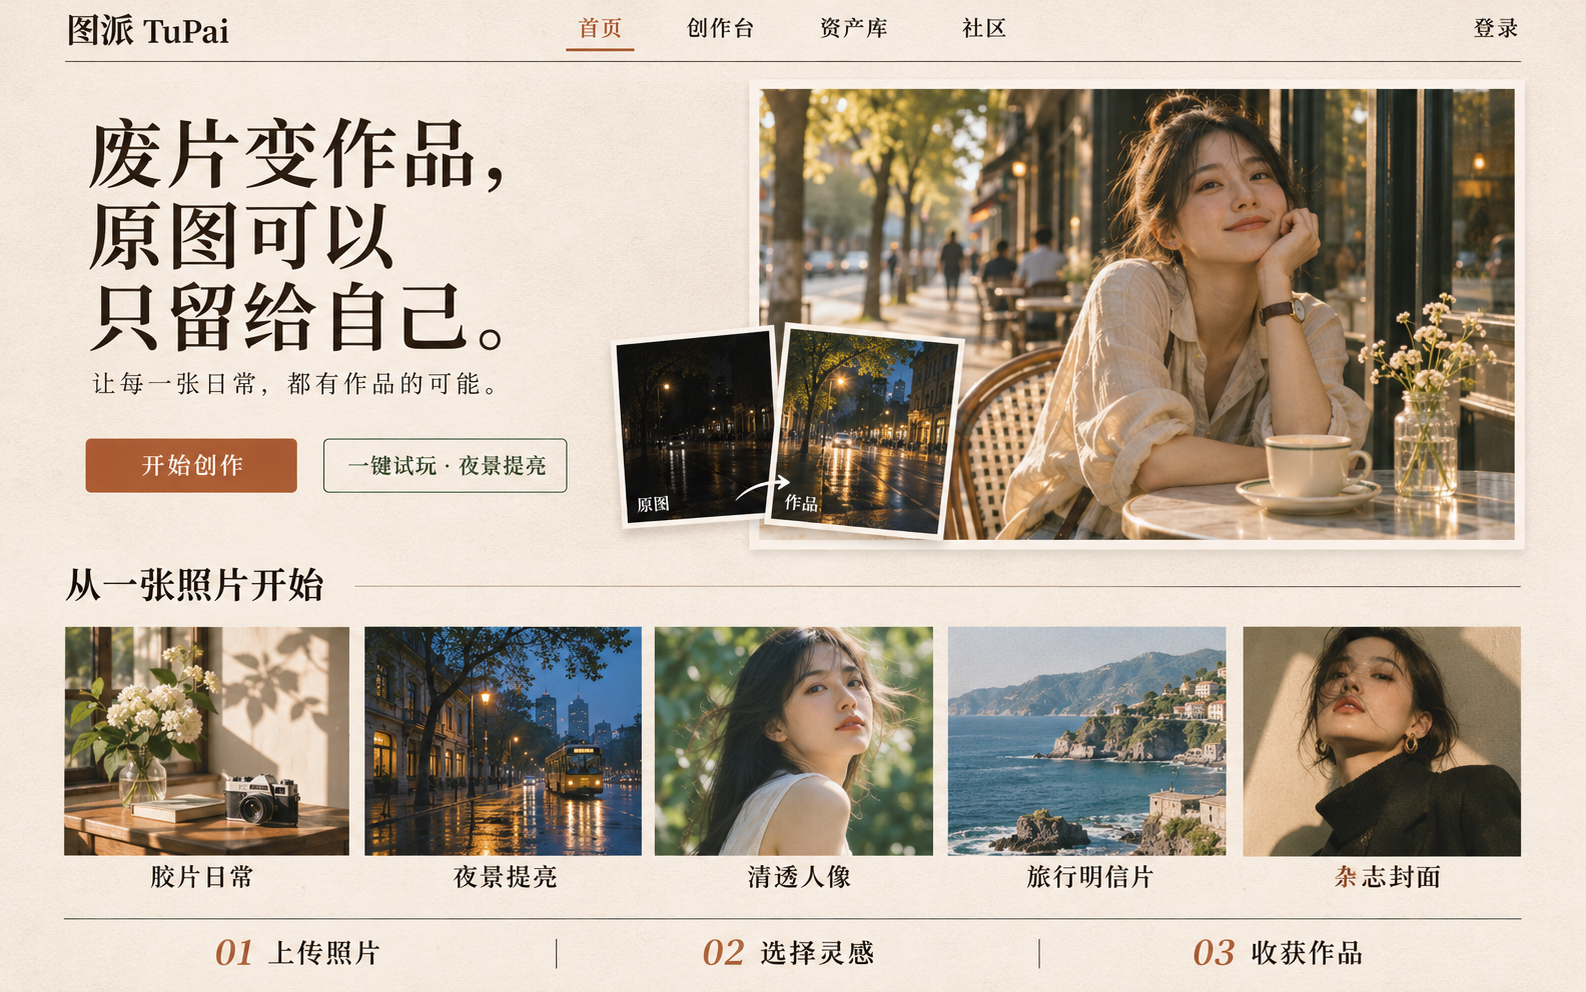 图派 TuPai
首页 创作台 资产库 社区 登录
废片变作品，
原图可以
只留给自己。
让每一张日常，都有作品的可能。
开始创作 一键试玩 · 夜景提亮
原图 作品
从一张照片开始
胶片日常 夜景提亮 清透人像 旅行明信片 杂志封面
01 上传照片 02 选择灵感 03 收获作品